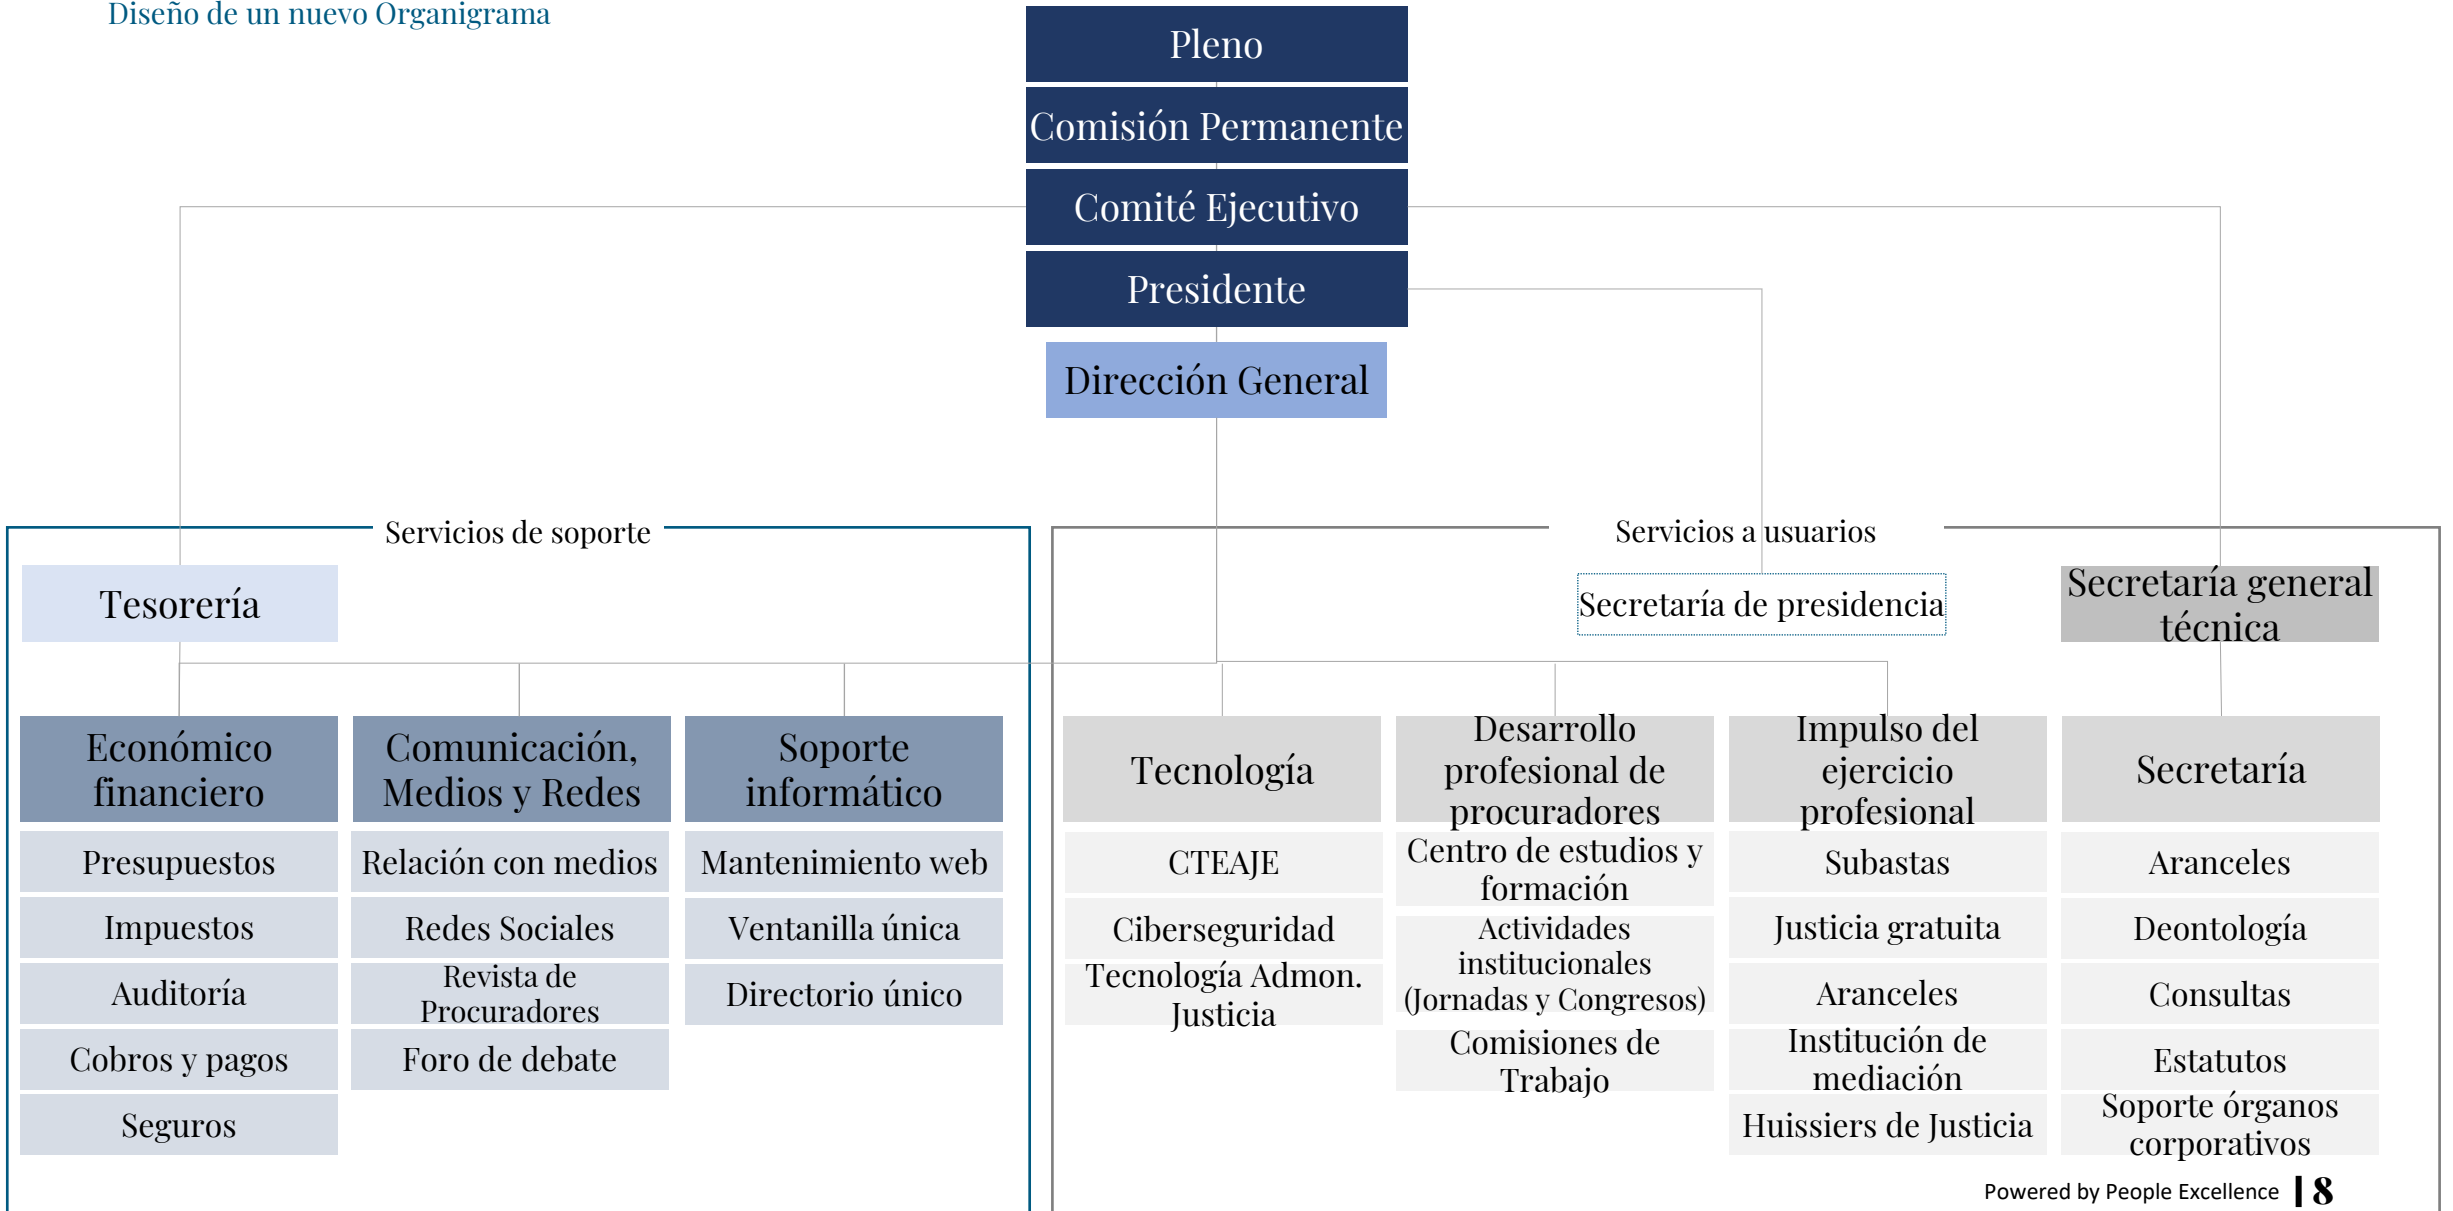 Diseño de un nuevo Organigrama
Pleno
Comisión Permanente
Comité Ejecutivo
Presidente
Dirección General
Servicios de soporte
Servicios a usuarios
Tesorería
Secretaría de presidencia
Secretaría general
técnica
Económico
financiero
Presupuestos
Impuestos
Auditoría
Cobros y pagos
Seguros
Comunicación,
Medios y Redes
Relación con medios
Redes Sociales
Revista de
Procuradores
Foro de debate
Soporte
informático
Mantenimiento web
Ventanilla única
Directorio único
Tecnología
CTEAJE
Ciberseguridad
Tecnología Admon.
Justicia
Desarrollo
profesional de
procuradores
Centro de estudios y
formación
Actividades
institucionales
(Jornadas y Congresos)
Comisiones de
Trabajo
Impulso del
ejercicio
profesional
Subastas
Justicia gratuita
Aranceles
Institución de
mediación
Huissiers de Justicia
Secretaría
Aranceles
Deontología
Consultas
Estatutos
Soporte órganos
corporativos
Powered by People Excellence 8